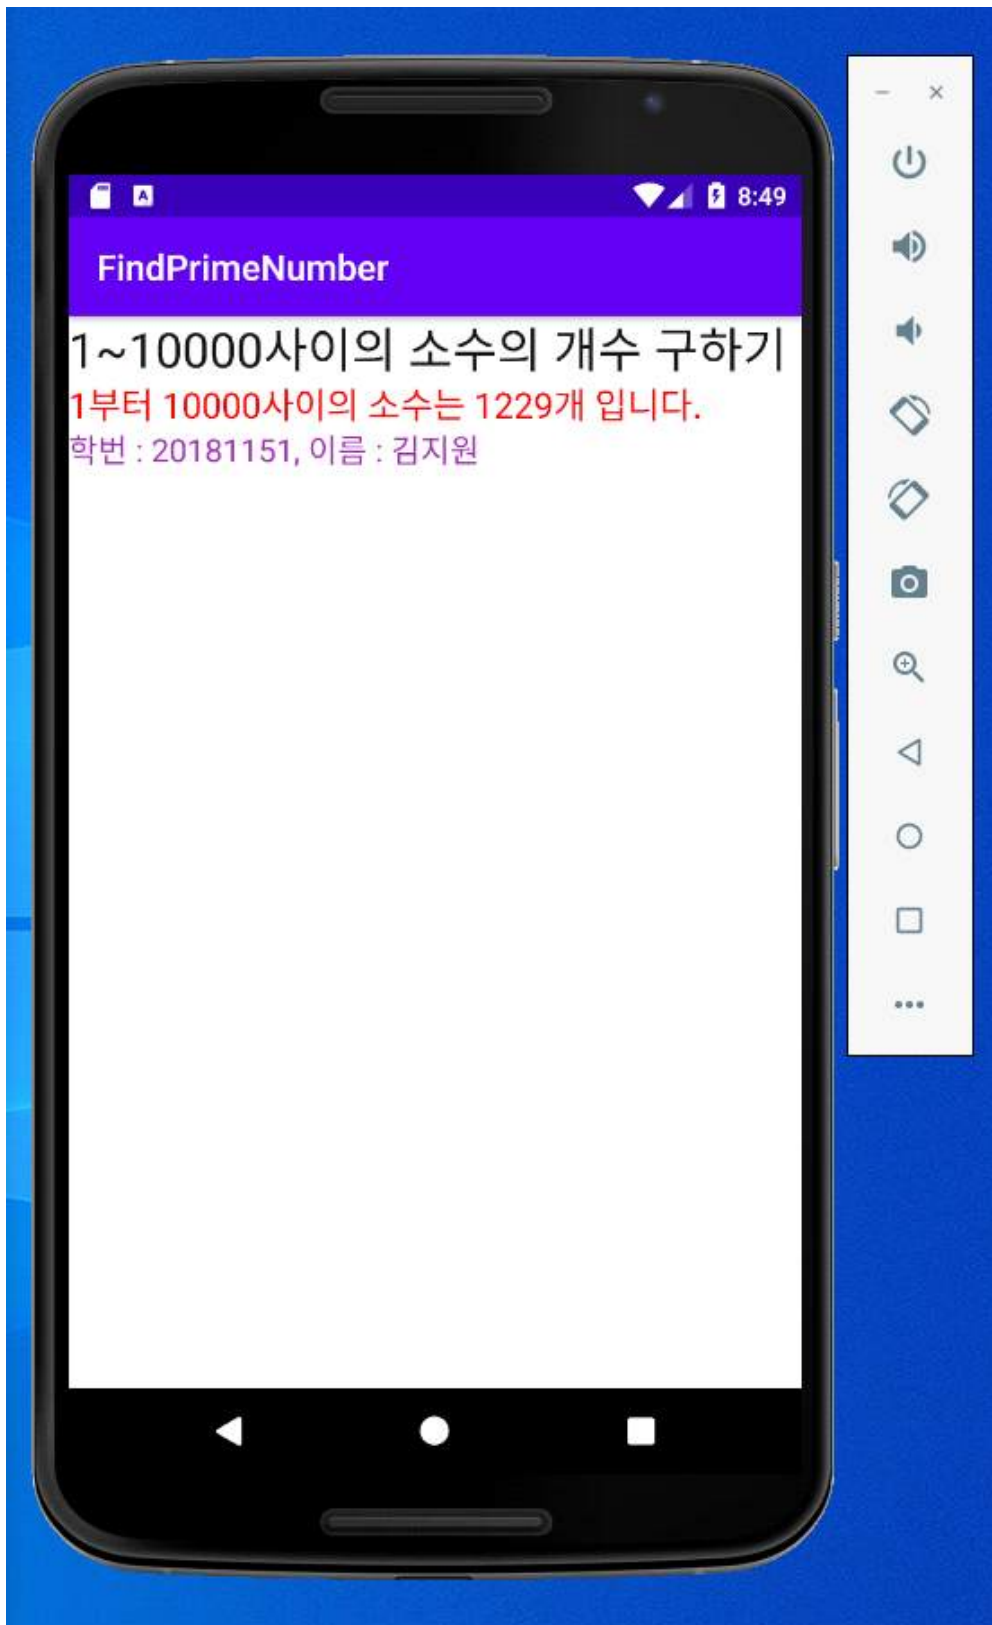 8:49
FindPrimeNumber
1~10000사이의 소수의 개수 구하기
1부터 10000사이의 소수는 1229개 입니다.
학번 : 20181151, 이름 : 김지원